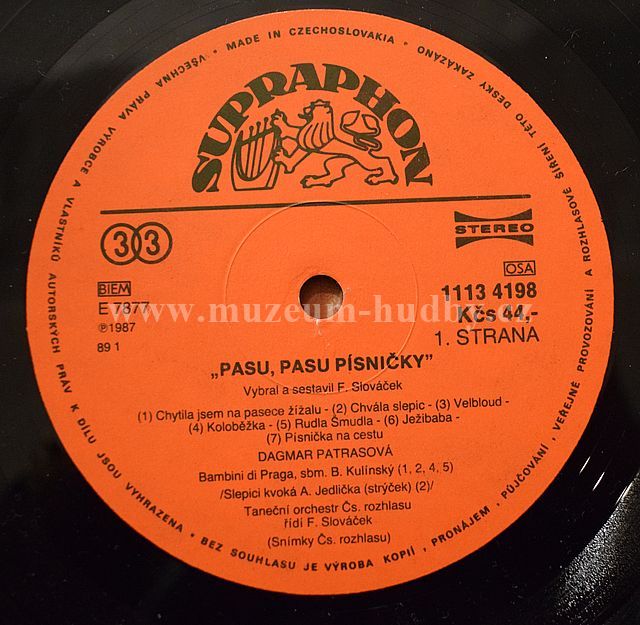 VŠECHNA PRÁVA VÝROBCE A VLASTNÍKŮ AUTORSKÝCH PRÁV K DÍLU JSOU VYHRAZENA • BEZ SOUHLASU JE VÝROBA KOPIÍ, PRONÁJEM, PŮJČOVÁNÍ, VEŘEJNÉ PROVOZOVÁNÍ A ROZHLASOVÉ ŠÍŘENÍ TÉTO DESKY ZAKÁZÁNO • MADE IN CZECHOSLOVAKIA •
SUPRAPHON
33
STEREO
BIEM
E 7377
℗1987
89 1
OSA
1113 4198
Kčs 44,-
1. STRANA
www.muzeum-hudby.cz
„PASU, PASU PÍSNIČKY”
Vybral a sestavil F. Slováček
(1) Chytila jsem na pasece žížalu - (2) Chvála slepic - (3) Velbloud -
(4) Koloběžka - (5) Rudla Šmudla - (6) Ježibaba -
(7) Písnička na cestu
DAGMAR PATRASOVÁ
Bambini di Praga, sbm. B. Kulínský (1, 2, 4, 5)
/Slepici kvoká A. Jedlička (strýček) (2)/
Taneční orchestr Čs. rozhlasu
řídí F. Slováček
(Snímky Čs. rozhlasu)